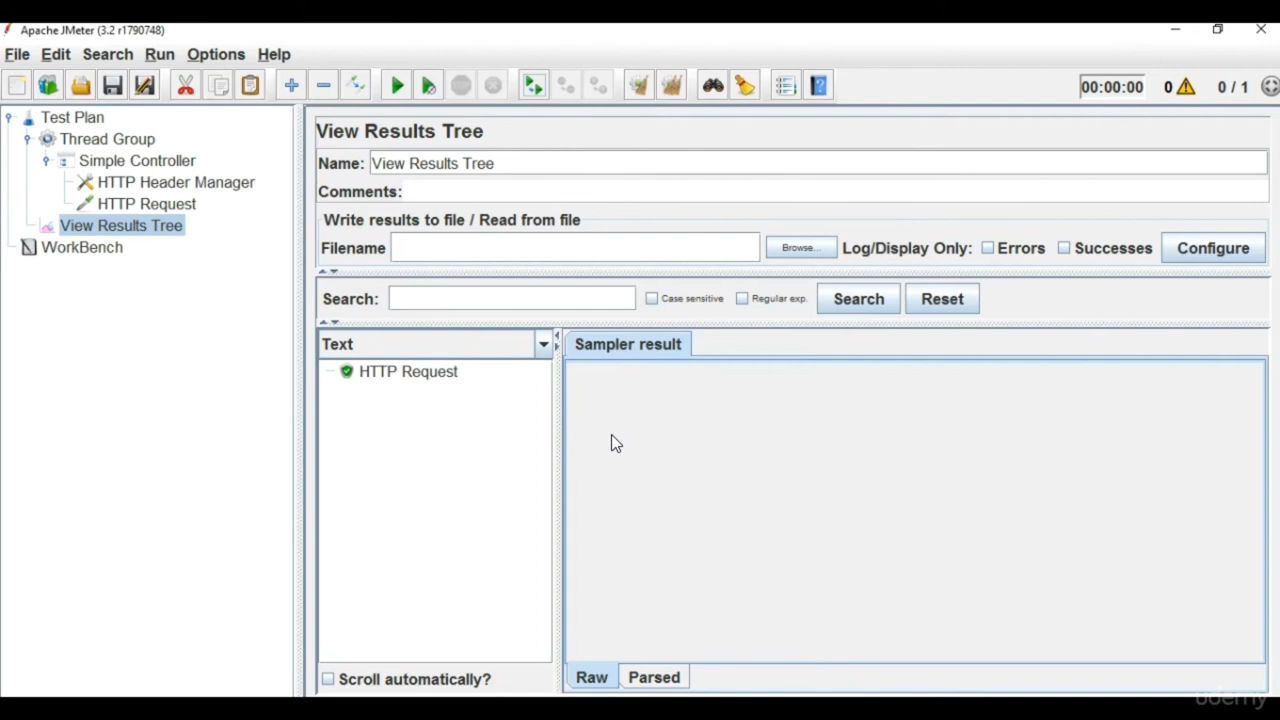 Apache JMeter (3.2 r1790748)
File Edit Search Run Options Help
00:00:00 0 0 / 1
Test Plan
Thread Group
Simple Controller
HTTP Header Manager
HTTP Request
View Results Tree
WorkBench
View Results Tree
Name: View Results Tree
Comments:
Write results to file / Read from file
Filename Browse... Log/Display Only: Errors Successes Configure
Search: Case sensitive Regular exp. Search Reset
Text
HTTP Request
Scroll automatically?
Sampler result
Raw Parsed
udemy